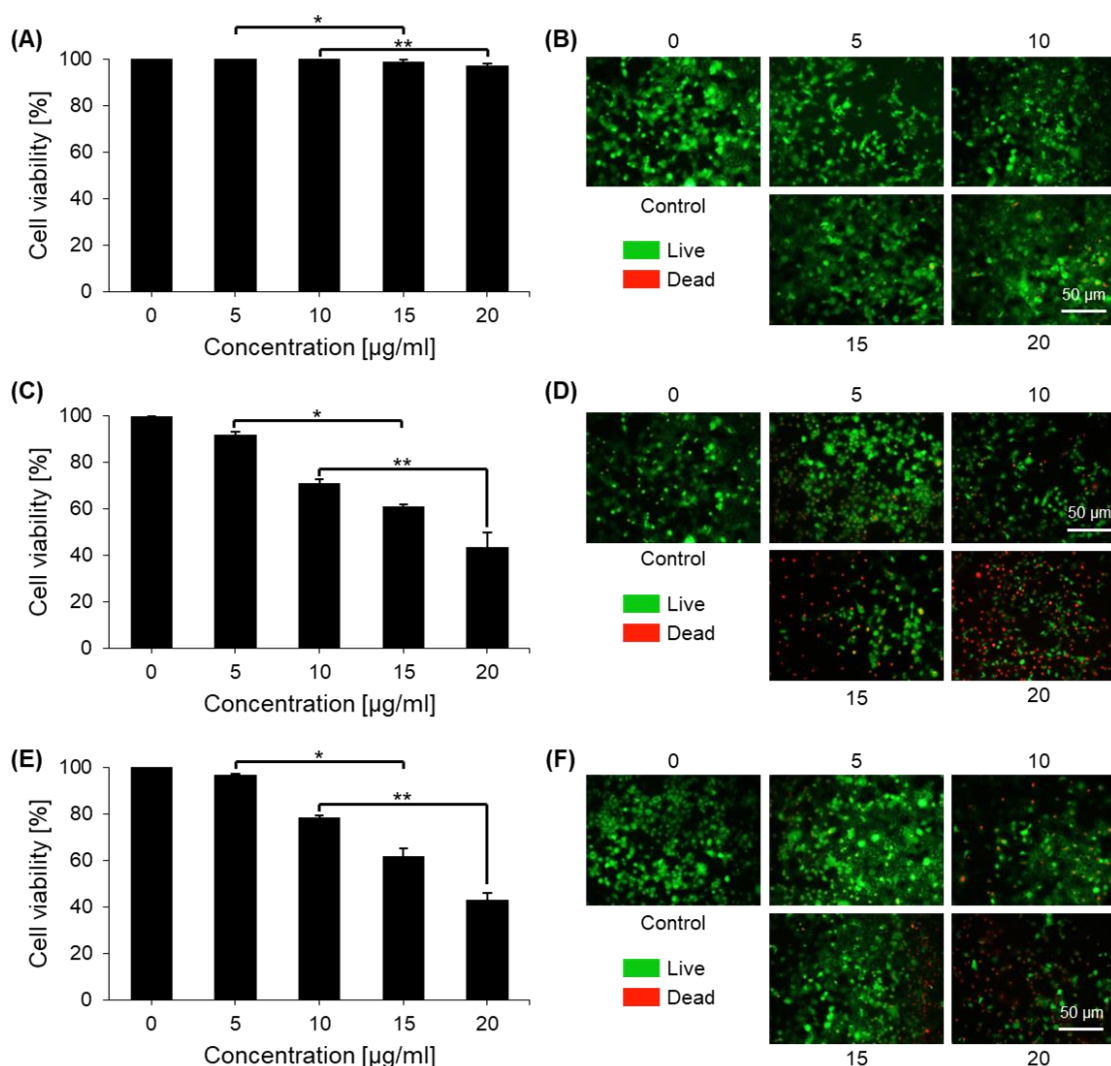 (A)
*
**
100
80
60
40
20
0
Cell viability [%]
0 5 10 15 20
Concentration [µg/ml]
(B)
0 5 10
Control
Live
Dead
50 µm
15 20
(C)
*
**
100
80
60
40
20
0
Cell viability [%]
0 5 10 15 20
Concentration [µg/ml]
(D)
0 5 10
50 µm
Control
Live
Dead
15 20
(E)
*
**
100
80
60
40
20
0
Cell viability [%]
0 5 10 15 20
Concentration [µg/ml]
(F)
0 5 10
Control
Live
Dead
50 µm
15 20